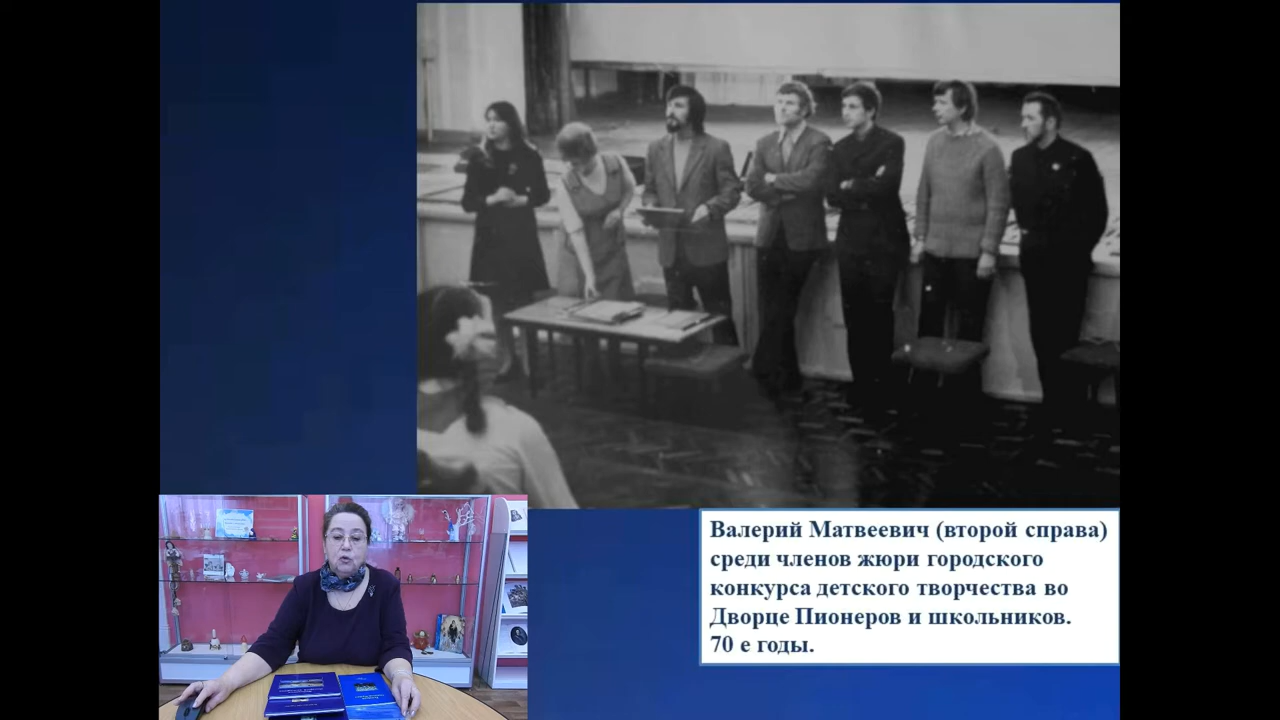 Валерий Матвеевич (второй справа)
среди членов жюри городского
конкурса детского творчества во
Дворце Пионеров и школьников.
70 е годы.